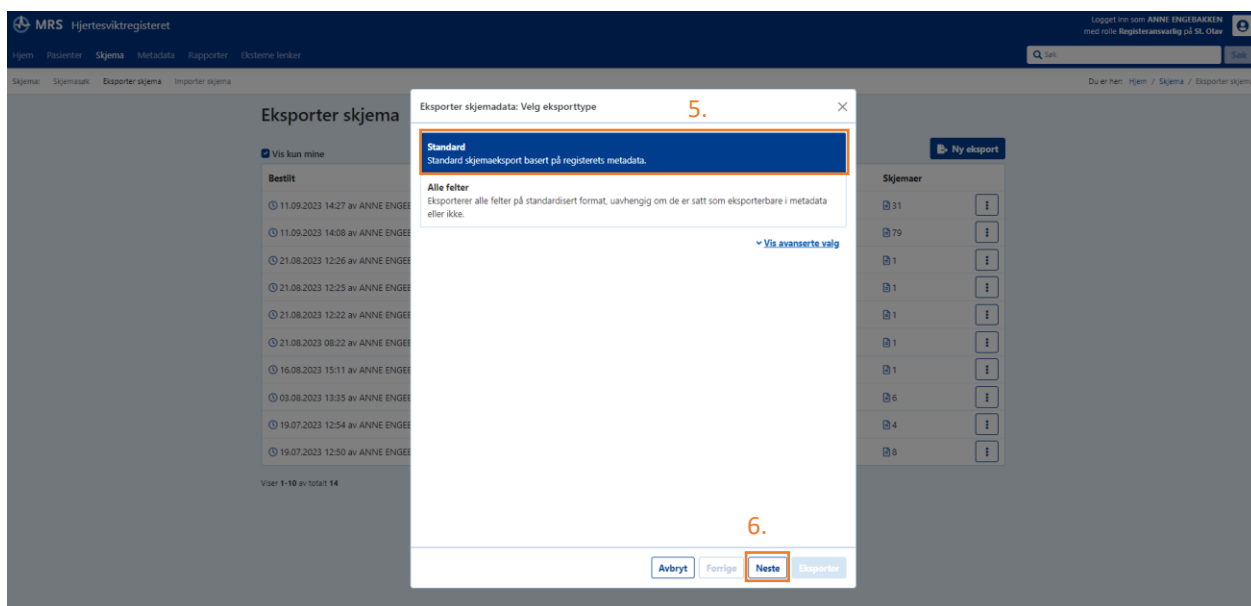 MRS Hjertesviktregisteret
Logget inn som ANNE ENGEBAKKEN
med rolle Registeransvarlig på St. Olav
Hjem Pasienter Skjema Metadata Rapporter Eksterne lenker
Søk
Søk
Skjema: Skjemasøk Eksporter skjema Importer skjema
Du er her: Hjem / Skjema / Eksporter skjem
Eksporter skjema
Eksporter skjemadata: Velg eksporttype
5.
Standard
Standard skjemaeksport basert på registerets metadata.
Alle felter
Eksporterer alle felter på standardisert format, uavhengig om de er satt som eksporterbare i metadata
eller ikke.
Vis avanserte valg
6.
Avbryt Forrige Neste Eksporter
Vis kun mine
Ny eksport
Bestilt Skjemaer
11.09.2023 14:27 av ANNE ENGEE 31
11.09.2023 14:08 av ANNE ENGEE 79
21.08.2023 12:26 av ANNE ENGEE 1
21.08.2023 12:25 av ANNE ENGEE 1
21.08.2023 12:22 av ANNE ENGEE 1
21.08.2023 08:22 av ANNE ENGEE 1
16.08.2023 15:11 av ANNE ENGEE 1
03.08.2023 13:35 av ANNE ENGEE 6
19.07.2023 12:54 av ANNE ENGEE 4
19.07.2023 12:50 av ANNE ENGEE 8
Viser 1-10 av totalt 14